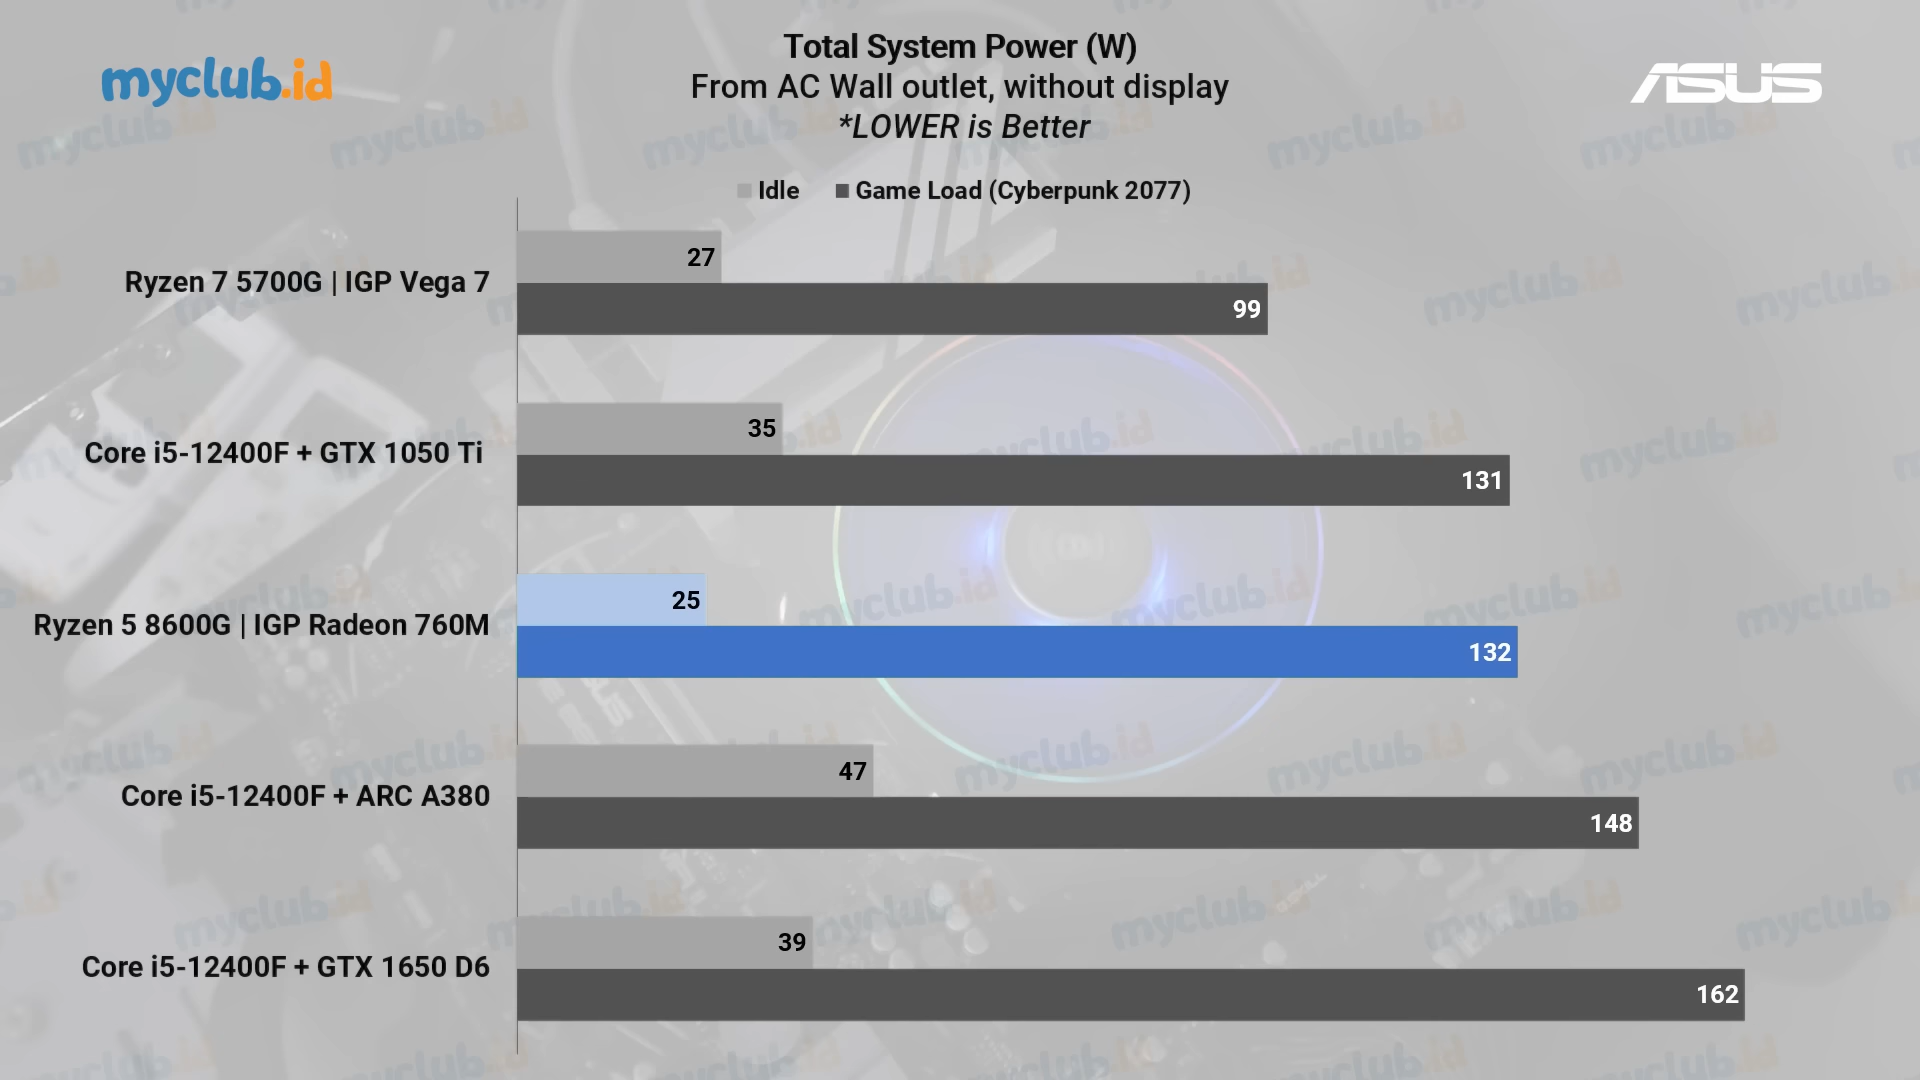 myclub.id
Total System Power (W)
From AC Wall outlet, without display
*LOWER is Better
ASUS
Idle
Game Load (Cyberpunk 2077)
Ryzen 7 5700G | IGP Vega 7
27
99
Core i5-12400F + GTX 1050 Ti
35
131
Ryzen 5 8600G | IGP Radeon 760M
25
132
Core i5-12400F + ARC A380
47
148
Core i5-12400F + GTX 1650 D6
39
162